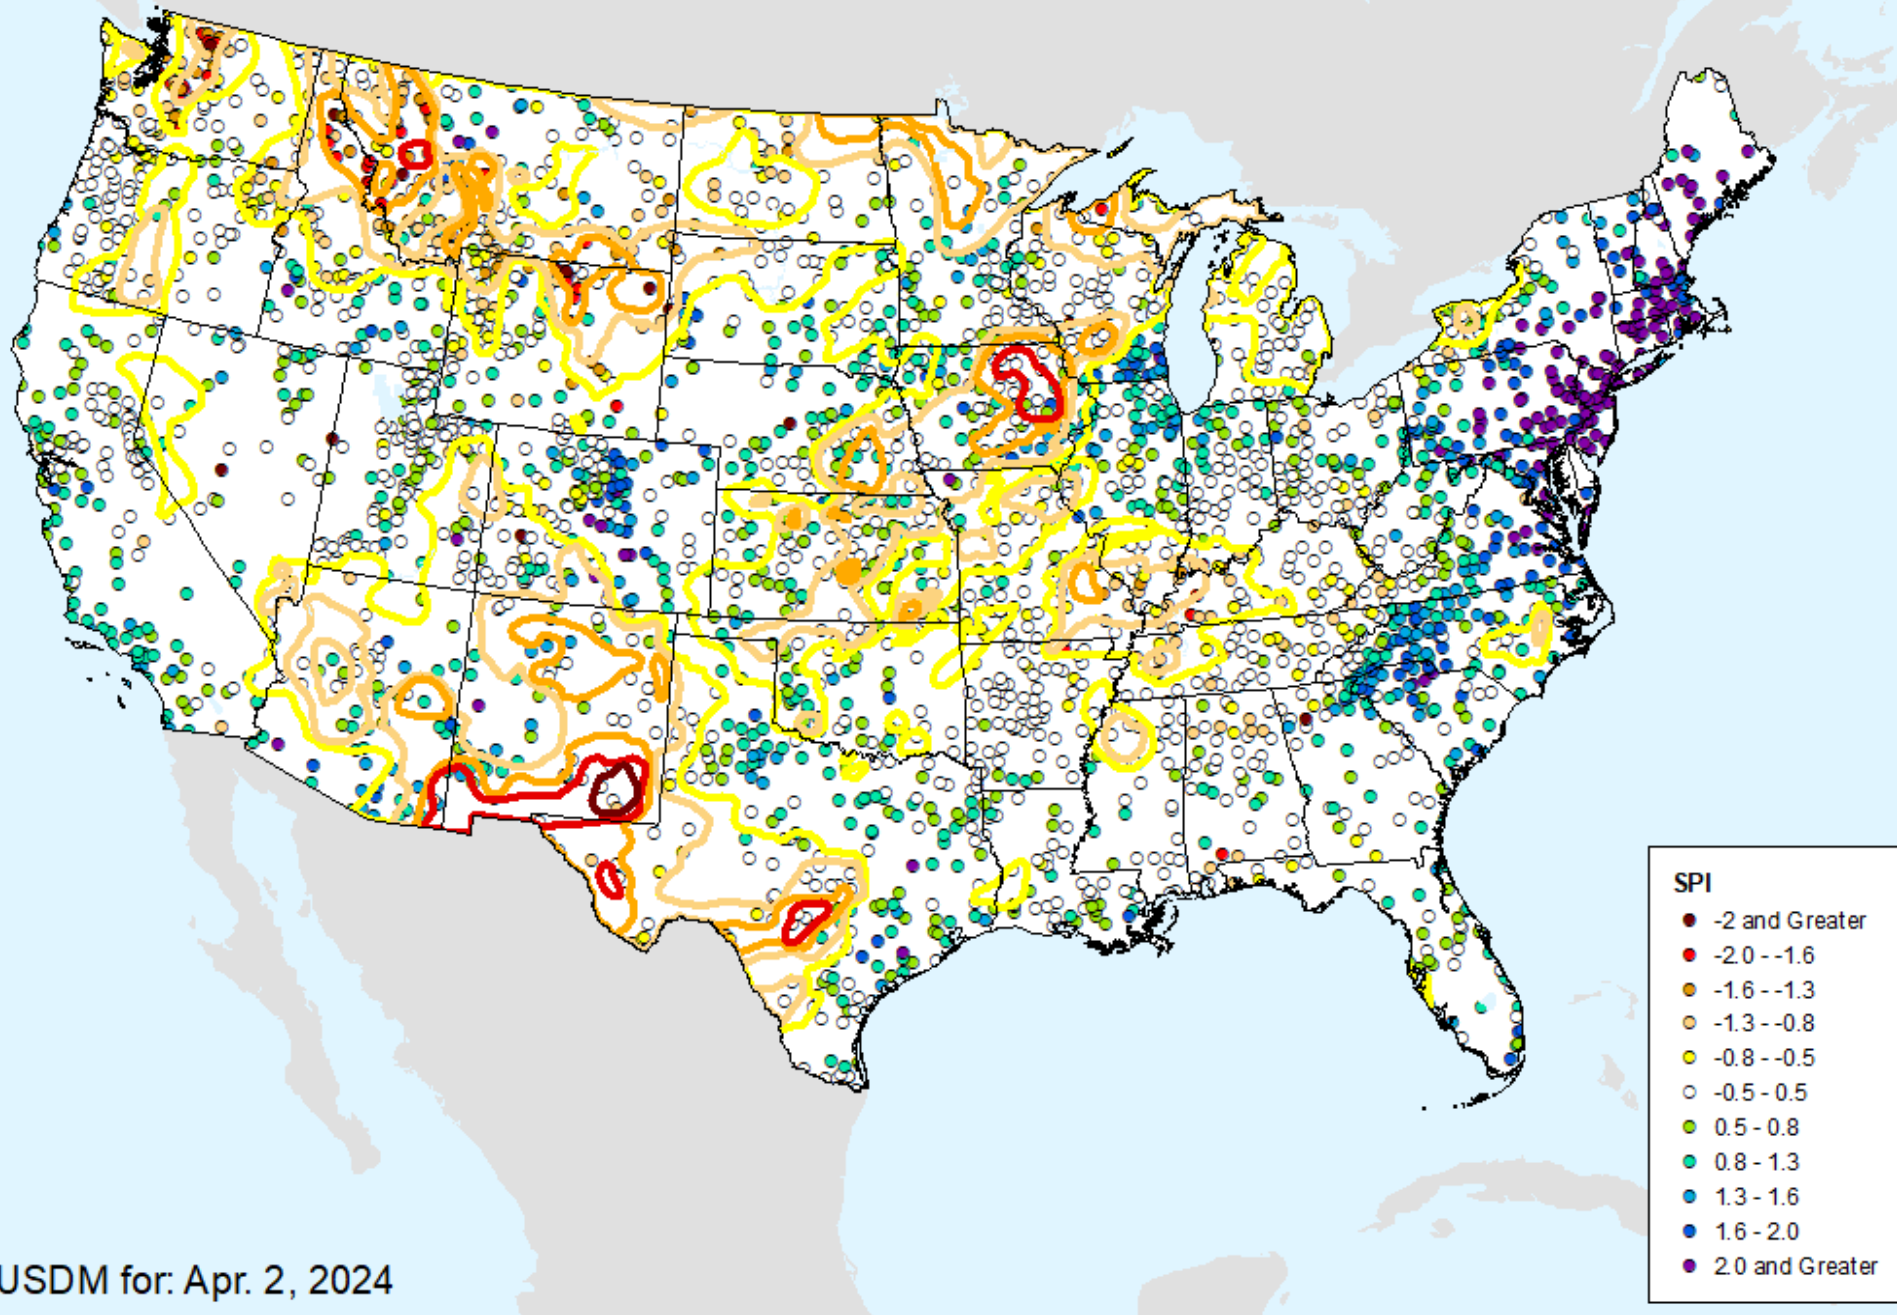 SPI
-2 and Greater
-2.0 - -1.6
-1.6 - -1.3
-1.3 - -0.8
-0.8 - -0.5
-0.5 - 0.5
0.5 - 0.8
0.8 - 1.3
1.3 - 1.6
1.6 - 2.0
2.0 and Greater
USDM for: Apr. 2, 2024